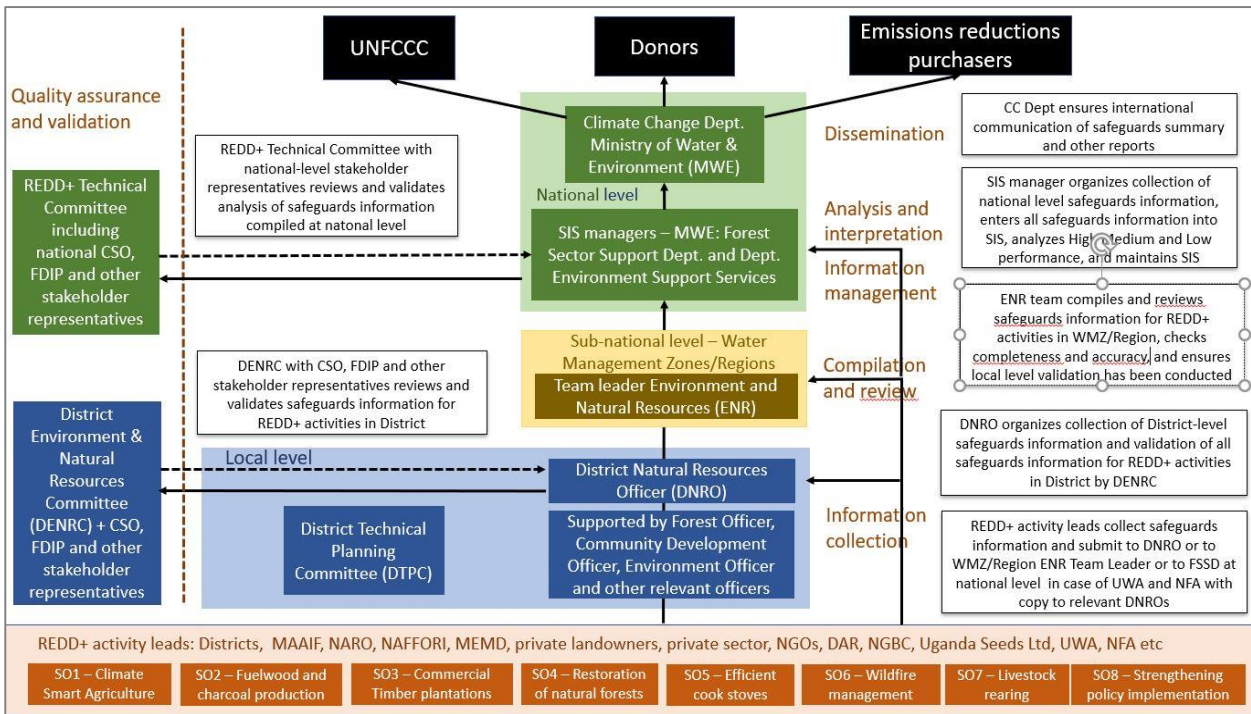 UNFCCC
Donors
Emissions reductions
purchasers
Quality assurance
and validation
REDD+ Technical
Committee
including
national CSO,
FDIP and other
stakeholder
representatives
District
Environment &
Natural
Resources
Committee
(DENRC) + CSO,
FDIP and other
stakeholder
representatives
REDD+ Technical Committee with
national-level stakeholder
representatives reviews and validates
analysis of safeguards information
compiled at natonal level
DENRC with CSO, FDIP and other
stakeholder representatives reviews and
validates safeguards information for
REDD+ activities in District
Climate Change Dept.
Ministry of Water &
Environment (MWE)
National level
SIS managers – MWE: Forest
Sector Support Dept. and Dept.
Environment Support Services
Sub-national level – Water
Management Zones/Regions
Team leader Environment and
Natural Resources (ENR)
Local level
District Natural Resources
Officer (DNRO)
District Technical
Planning
Committee (DTPC)
Supported by Forest Officer,
Community Development
Officer, Environment Officer
and other relevant officers
Dissemination
Analysis and
interpretation
Information
management
Compilation
and review
Information
collection
CC Dept ensures international
communication of safeguards summary
and other reports
SIS manager organizes collection of
national level safeguards information,
enters all safeguards information into
SIS, analyzes High, Medium and Low
performance, and maintains SIS
ENR team compiles and reviews
safeguards information for REDD+
activities in WMZ/Region, checks
completeness and accuracy, and ensures
local level validation has been conducted
DNRO organizes collection of District-level
safeguards information and validation of all
safeguards information for REDD+ activities
in District by DENRC
REDD+ activity leads collect safeguards
information and submit to DNRO or to
WMZ/Region ENR Team Leader or to FSSD at
national level in case of UWA and NFA with
copy to relevant DNROs
REDD+ activity leads: Districts, MAAIF, NARO, NAFFORI, MEMD, private landowners, private sector, NGOs, DAR, NGBC, Uganda Seeds Ltd, UWA, NFA etc
SO1 – Climate
Smart Agriculture
SO2 – Fuelwood and
charcoal production
SO3 – Commercial
Timber plantations
SO4 – Restoration
of natural forests
SO5 – Efficient
cook stoves
SO6 – Wildfire
management
SO7 – Livestock
rearing
SO8 – Strengthening
policy implementation